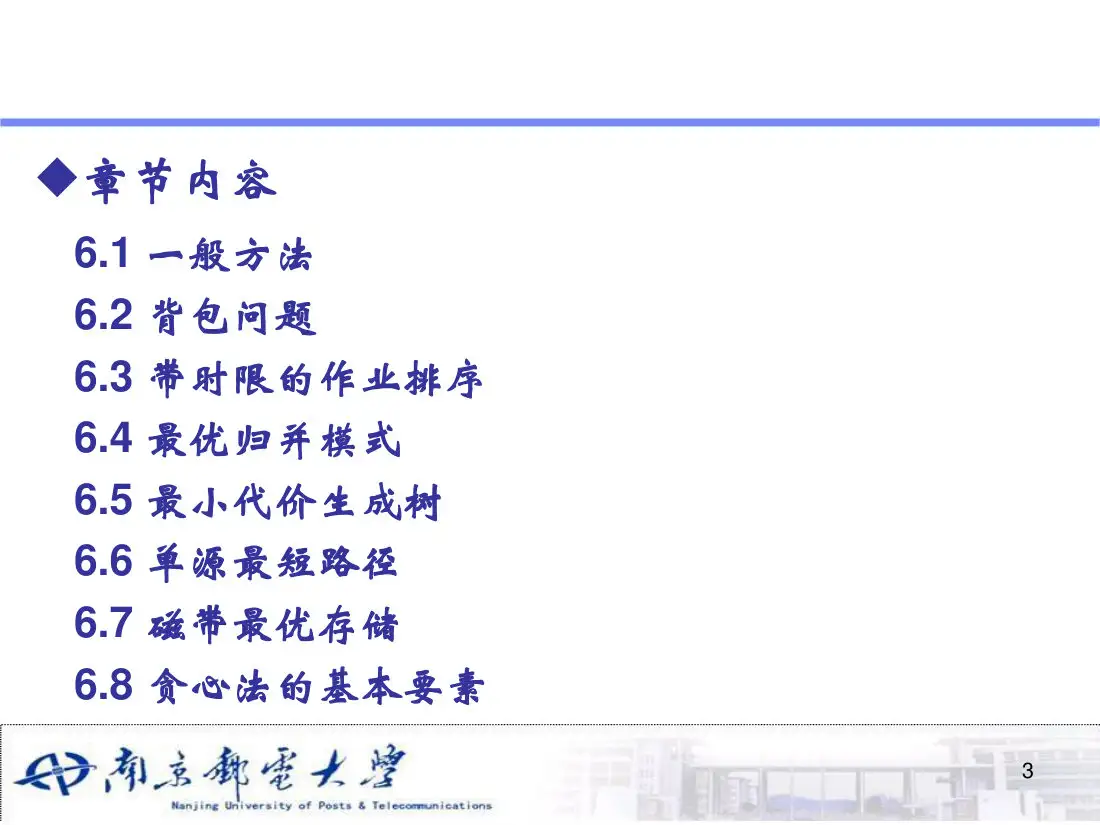 ◆章节内容
6.1 一般方法
6.2 背包问题
6.3 带时限的作业排序
6.4 最优归并模式
6.5 最小代价生成树
6.6 单源最短路径
6.7 磁带最优存储
6.8 贪心法的基本要素
南京郵電大學
Nanjing University of Posts & Telecommunications
3